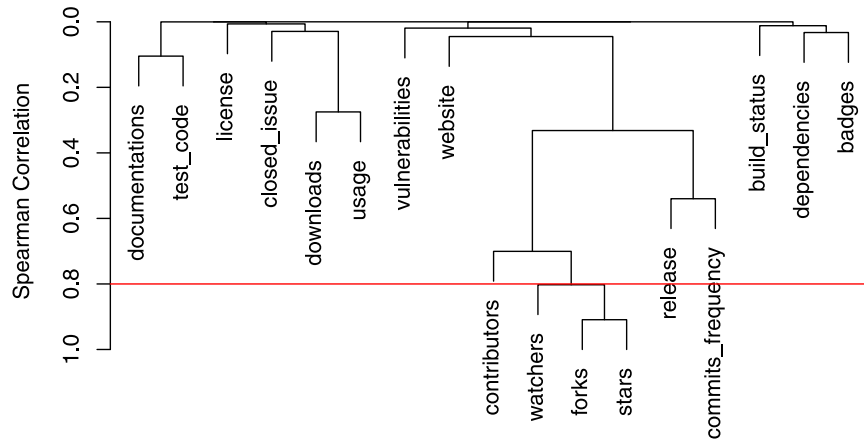 Spearman Correlation
0.0
0.2
0.4
0.6
0.8
1.0
documentations
test_code
license
closed_issue
downloads
usage
vulnerabilities
website
contributors
watchers
forks
stars
release
commits_frequency
build_status
dependencies
badges